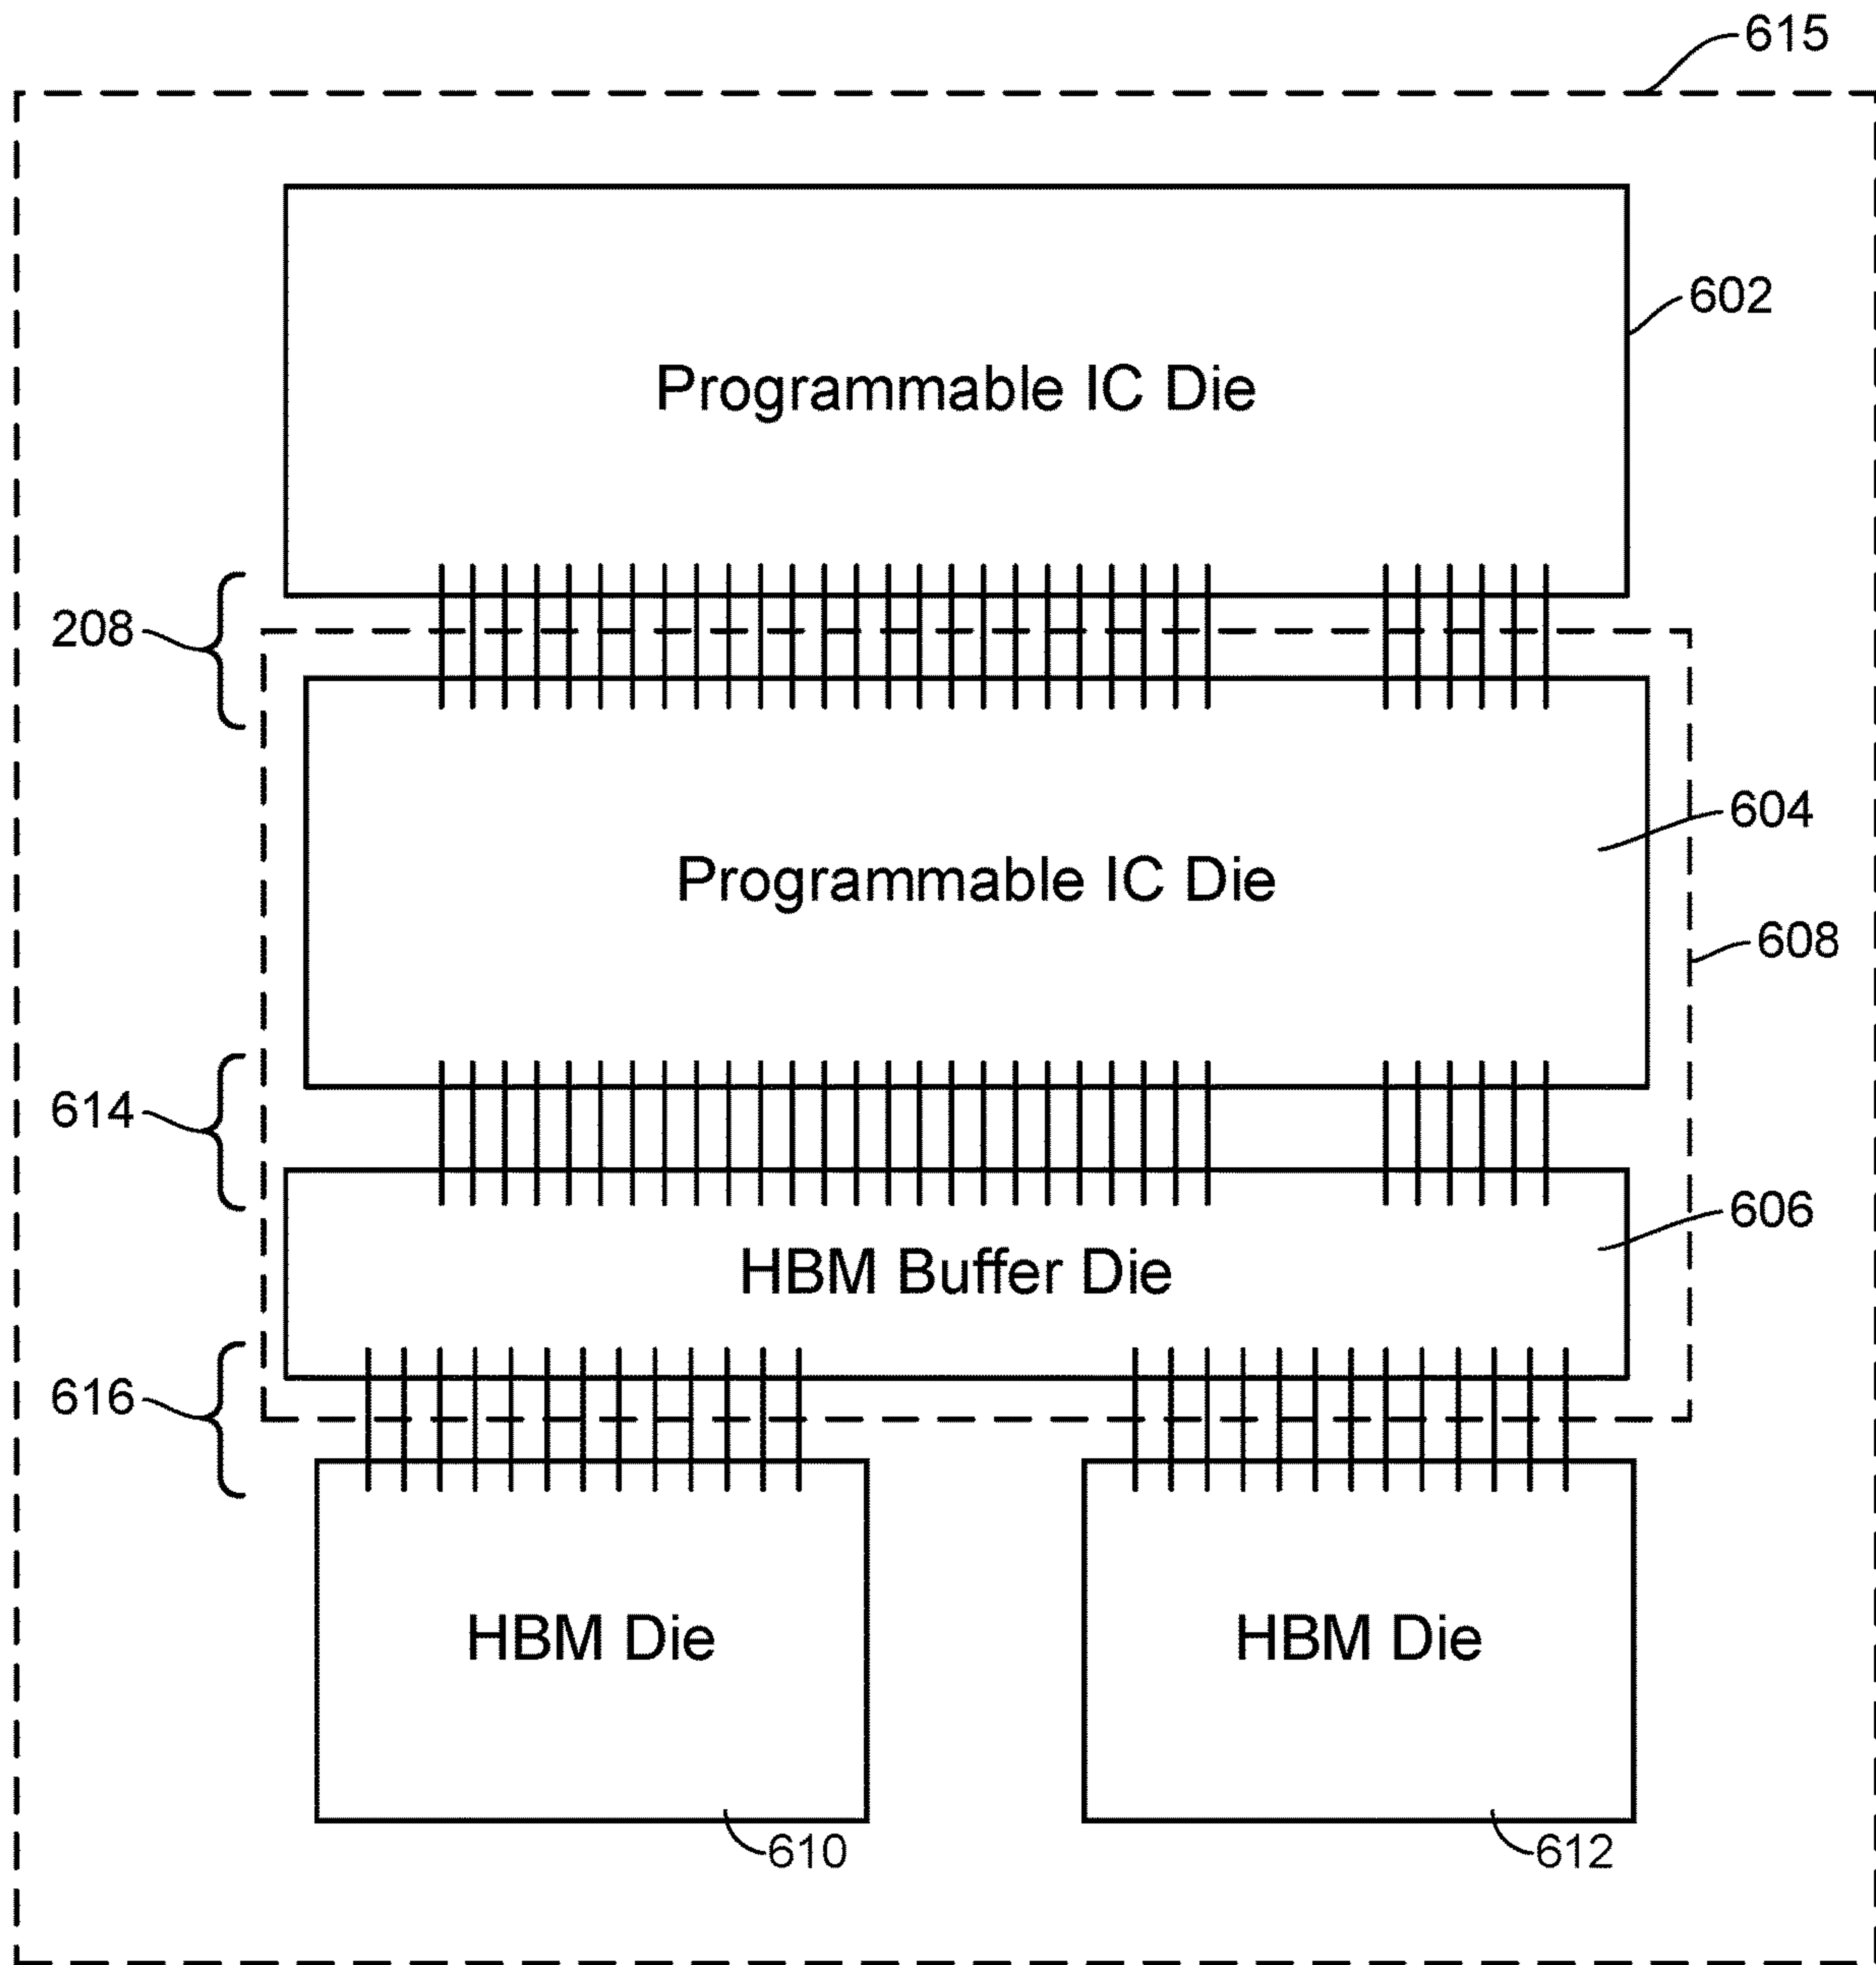 615
602
Programmable IC Die
208
604
Programmable IC Die
608
614
606
HBM Buffer Die
616
HBM Die
HBM Die
610
612